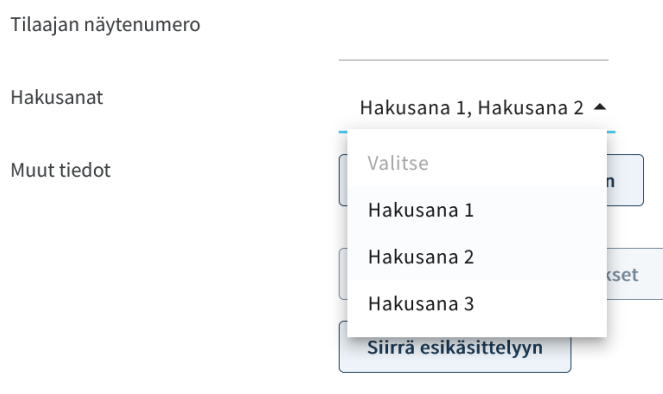 Tilaajan näytenumero
Hakusanat
Hakusana 1, Hakusana 2
Muut tiedot
Valitse
Hakusana 1
Hakusana 2
Hakusana 3
Siirrä esikäsittelyyn